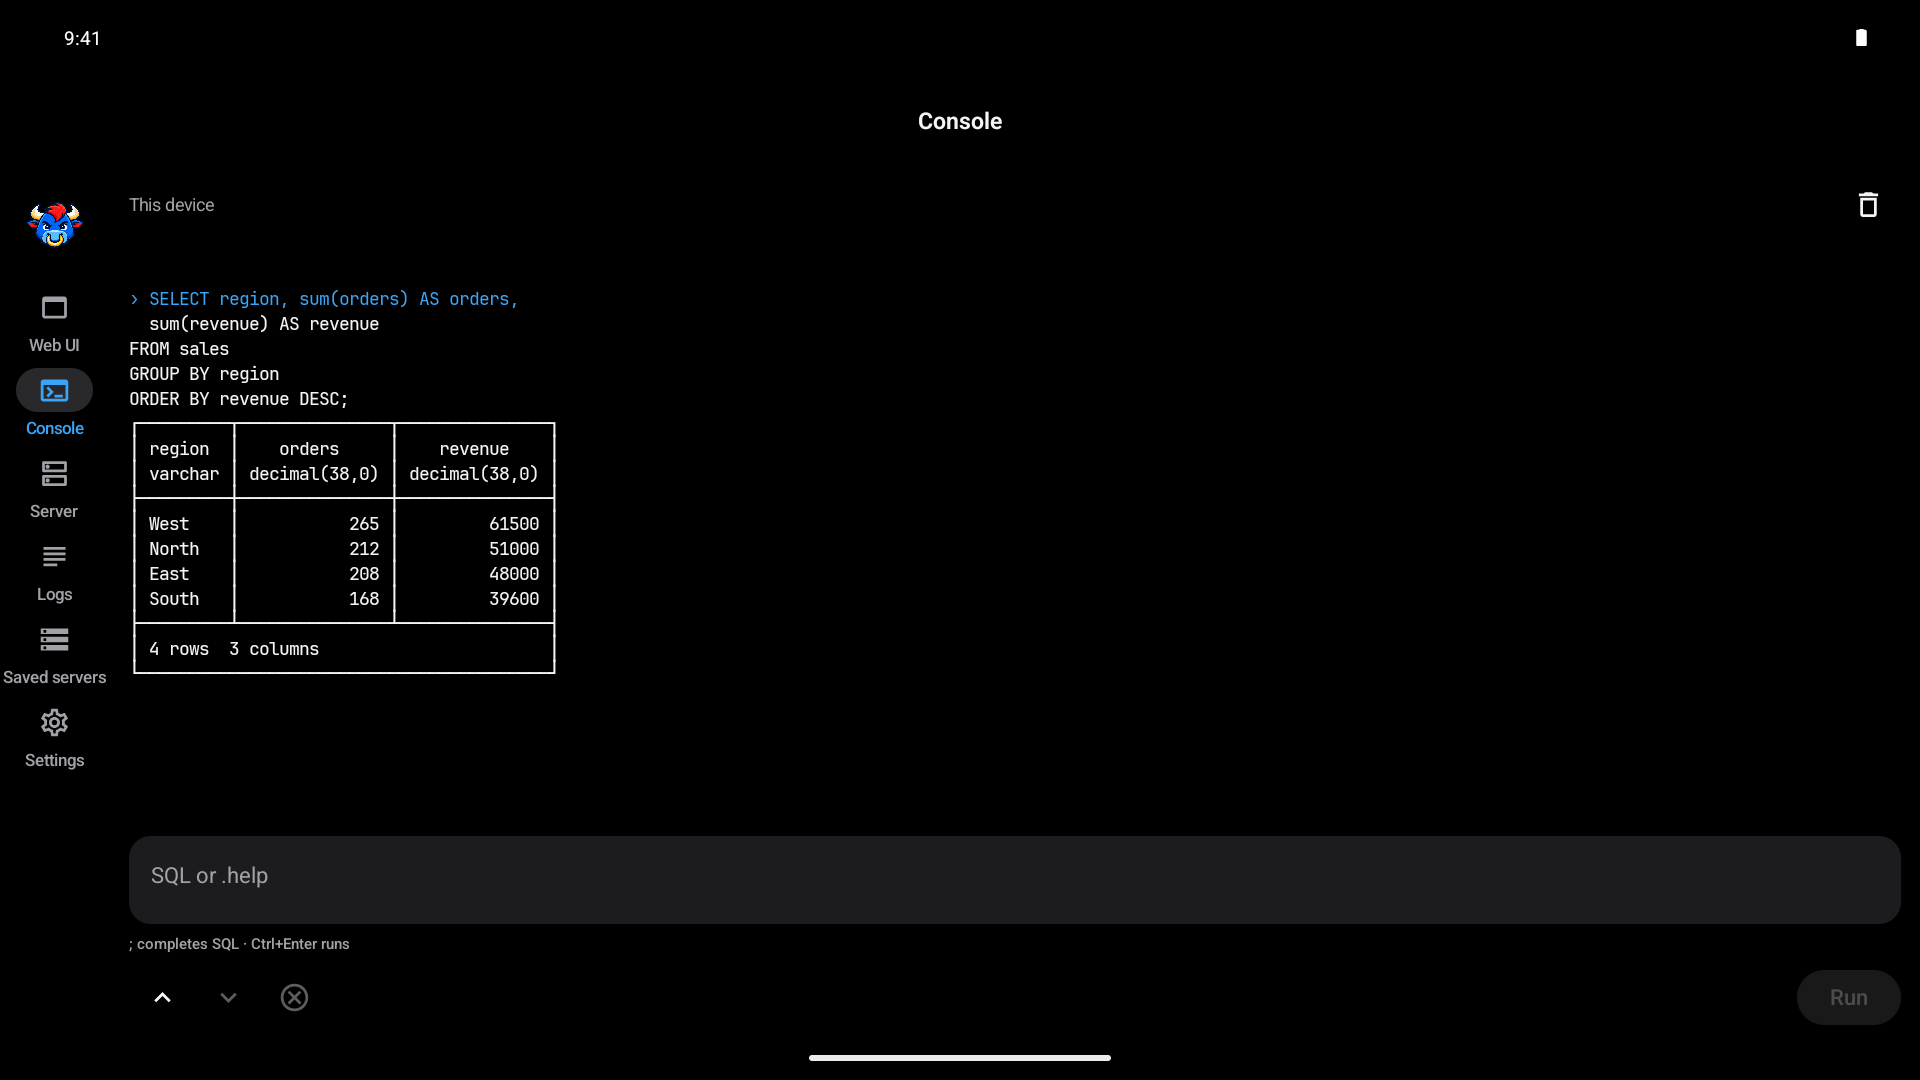 9:41
Console
This device
› SELECT region, sum(orders) AS orders,
sum(revenue) AS revenue
FROM sales
GROUP BY region
ORDER BY revenue DESC;
region orders revenue
varchar decimal(38,0) decimal(38,0)
West 265 61500
North 212 51000
East 208 48000
South 168 39600
4 rows 3 columns
Web UI
Console
Server
Logs
Saved servers
Settings
SQL or .help
; completes SQL · Ctrl+Enter runs
Run